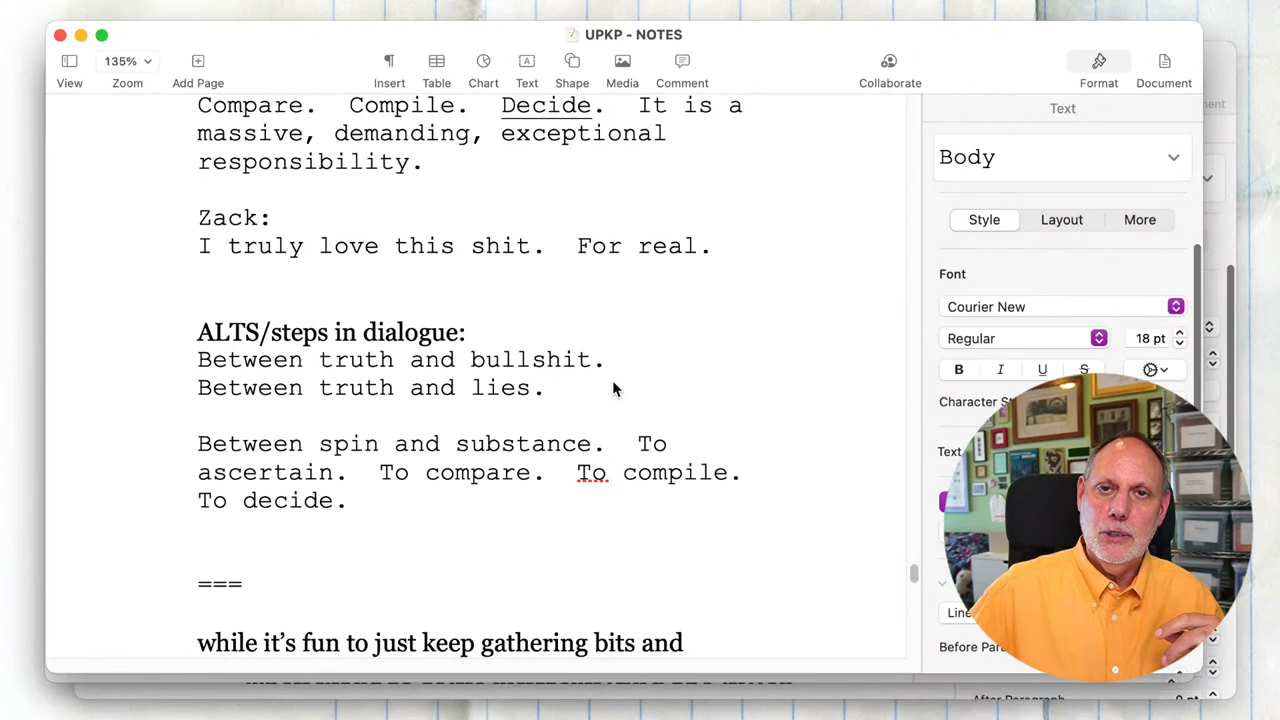 UPKP - NOTES
135%
View
Zoom
Add Page
Insert
Table
Chart
Text
Shape
Media
Comment
Collaborate
Format
Document
Compare. Compile. Decide. It is a
massive, demanding, exceptional
responsibility.
Zack:
I truly love this shit. For real.
ALTS/steps in dialogue:
Between truth and bullshit.
Between truth and lies.
Between spin and substance. To
ascertain. To compare. To compile.
To decide.
===
while it’s fun to just keep gathering bits and
Text
Body
Style
Layout
More
Font
Courier New
Regular
18 pt
B I U S
Character
Text
Before
After Paragraph